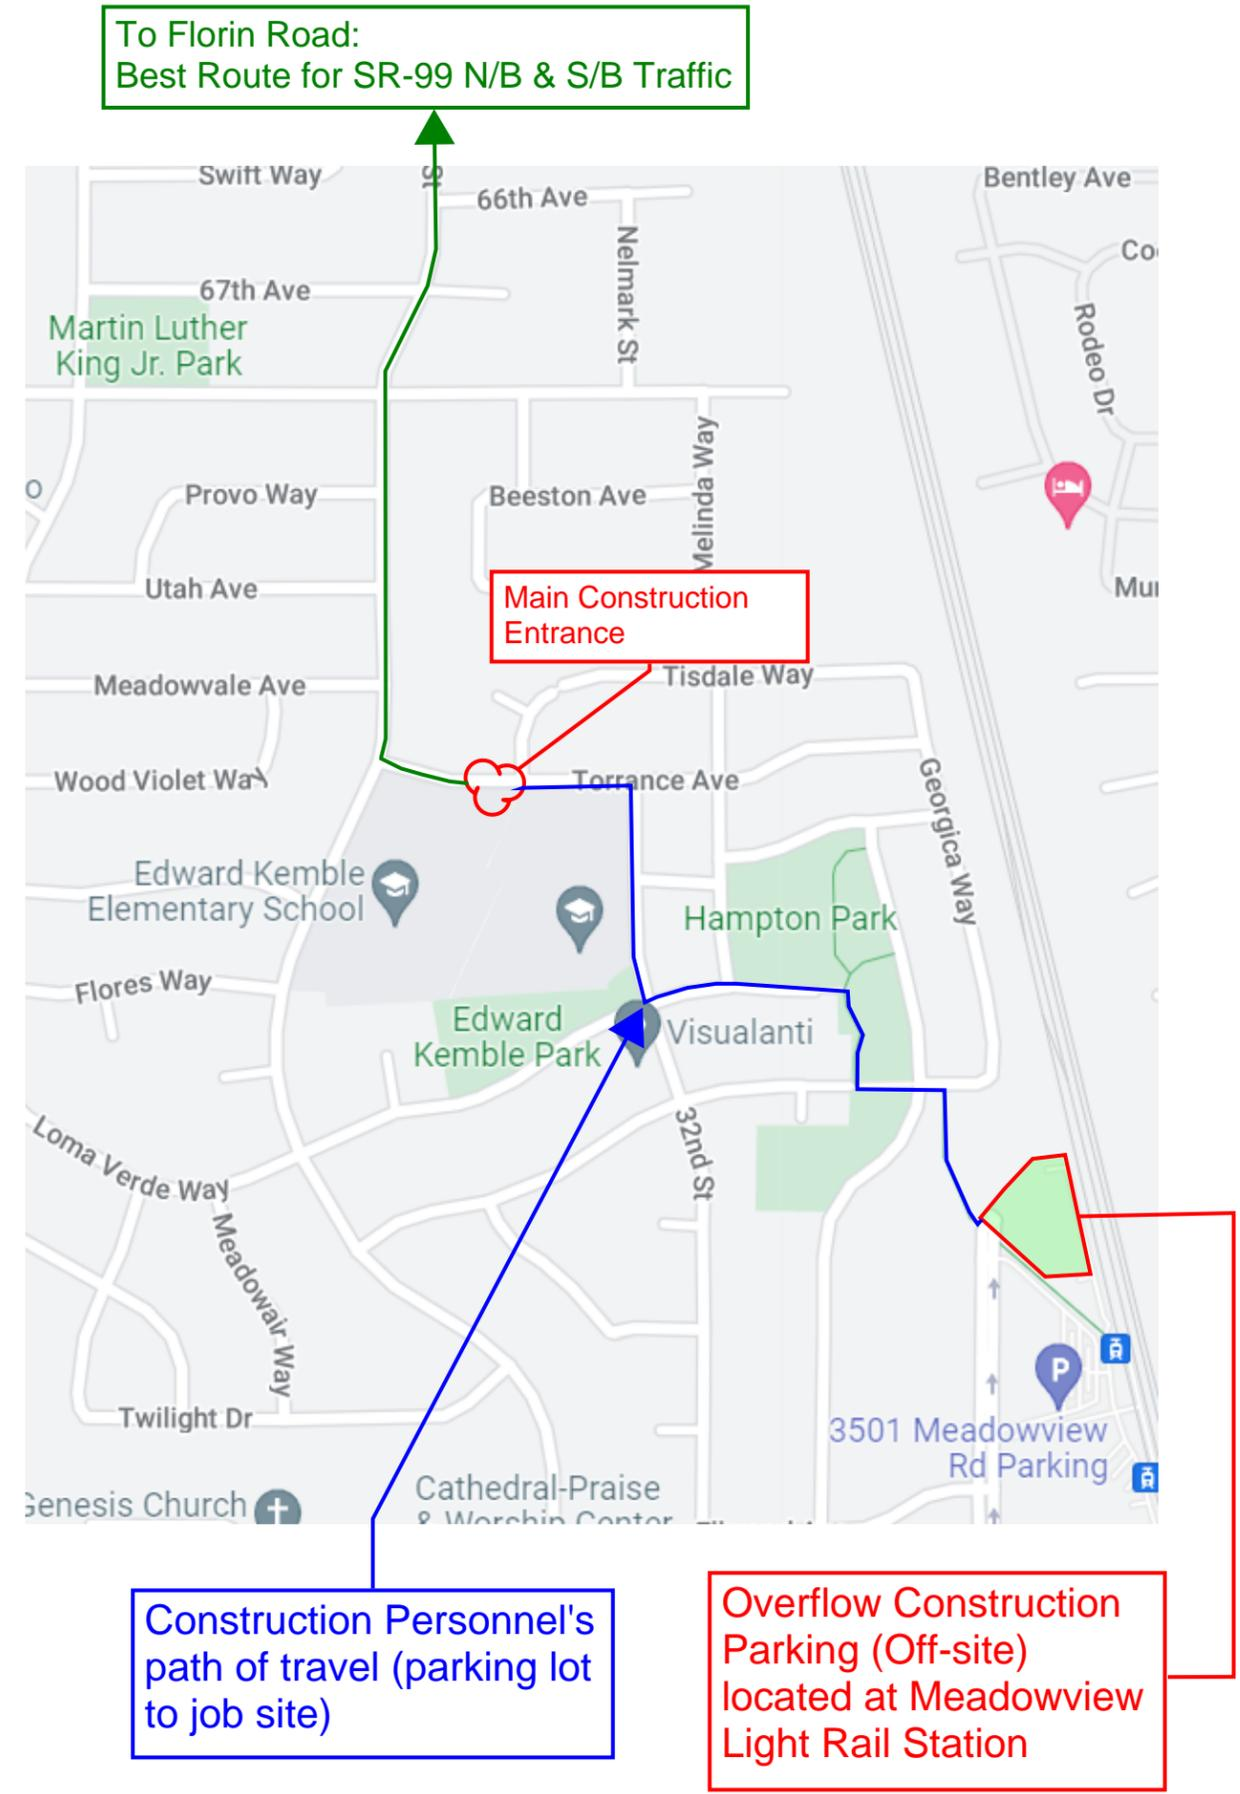 To Florin Road:
Best Route for SR-99 N/B & S/B Traffic
Swift Way
St
66th Ave
Bentley Ave
Nelmark St
67th Ave
Martin Luther
King Jr. Park
Rodeo Dr
Provo Way
Beeston Ave
Melinda Way
Utah Ave
Main Construction
Entrance
Meadowvale Ave
Tisdale Way
Wood Violet Way
Torrance Ave
Georgica Way
Edward Kemble
Elementary School
Hampton Park
Flores Way
Edward
Kemble Park
Visualanti
Loma Verde Way
32nd St
Meadowair Way
P
3501 Meadowview
Rd Parking
Twilight Dr
Genesis Church
Cathedral-Praise
& Worship Center
Construction Personnel's
path of travel (parking lot
to job site)
Overflow Construction
Parking (Off-site)
located at Meadowview
Light Rail Station